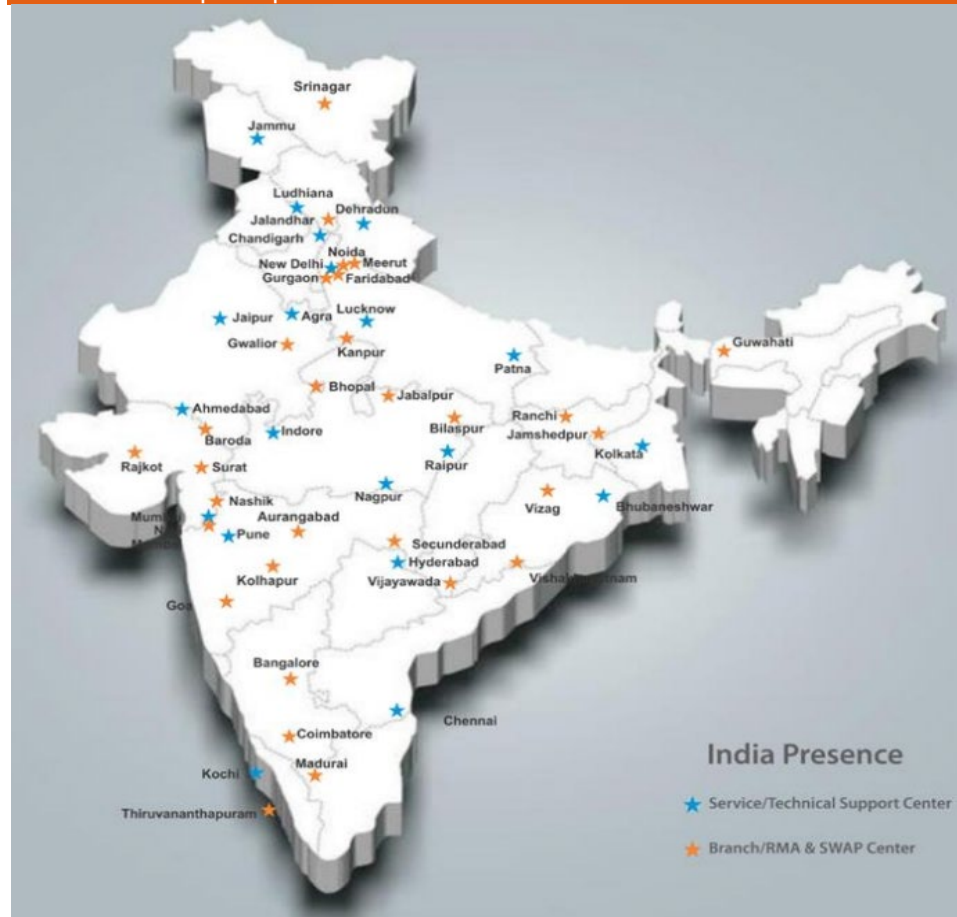 Srinagar
Jammu
Ludhiana
Jalandhar
Dehradun
Chandigarh
Noida
New Delhi
Meerut
Gurgaon
Faridabad
Jaipur
Agra
Lucknow
Gwalior
Kanpur
Patna
Guwahati
Bhopal
Jabalpur
Ahmedabad
Baroda
Indore
Bilaspur
Ranchi
Jamshedpur
Kolkata
Rajkot
Surat
Raipur
Nagpur
Nashik
Vizag
Bhubaneshwar
Aurangabad
Pune
Secunderabad
Hyderabad
Kolhapur
Vijayawada
Goa
Bangalore
Chennai
Coimbatore
Madurai
Kochi
Thiruvananthapuram
India Presence
Service/Technical Support Center
Branch/RMA & SWAP Center